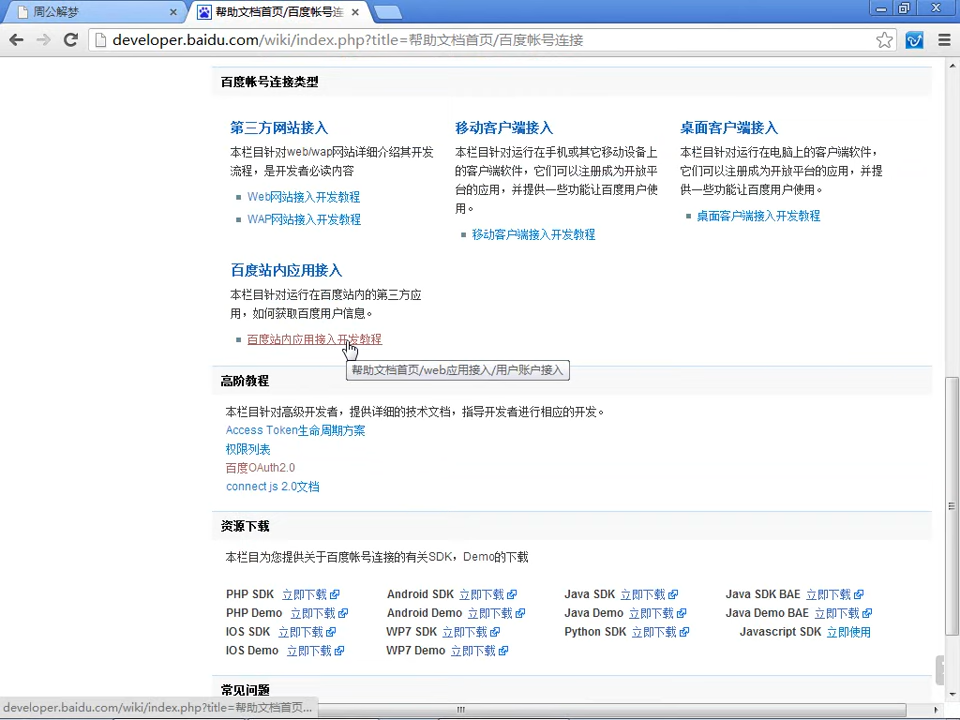 周公解梦
帮助文档首页/百度帐号连
developer.baidu.com/wiki/index.php?title=帮助文档首页/百度帐号连接
百度帐号连接类型
第三方网站接入
本栏目针对web/wap网站详细介绍其开发
流程，是开发者必读内容
Web网站接入开发教程
WAP网站接入开发教程
移动客户端接入
本栏目针对运行在手机或其它移动设备上
的客户端软件，它们可以注册成为开放平
台的应用，并提供一些功能让百度用户使
用。
移动客户端接入开发教程
桌面客户端接入
本栏目针对运行在电脑上的客户端软件，
它们可以注册成为开放平台的应用，并提
供一些功能让百度用户使用。
桌面客户端接入开发教程
百度站内应用接入
本栏目针对运行在百度站内的第三方应
用，如何获取百度用户信息。
百度站内应用接入开发教程
帮助文档首页/web应用接入/用户账户接入
高阶教程
本栏目针对高级开发者，提供详细的技术文档，指导开发者进行相应的开发。
Access Token生命周期方案
权限列表
百度OAuth2.0
connect js 2.0文档
资源下载
本栏目为您提供关于百度帐号连接的有关SDK，Demo的下载
PHP SDK 立即下载 Android SDK 立即下载 Java SDK 立即下载 Java SDK BAE 立即下载
PHP Demo 立即下载 Android Demo 立即下载 Java Demo 立即下载 Java Demo BAE 立即下载
IOS SDK 立即下载 WP7 SDK 立即下载 Python SDK 立即下载 Javascript SDK 立即使用
IOS Demo 立即下载 WP7 Demo 立即下载
常见问题
developer.baidu.com/wiki/index.php?title=帮助文档首页...